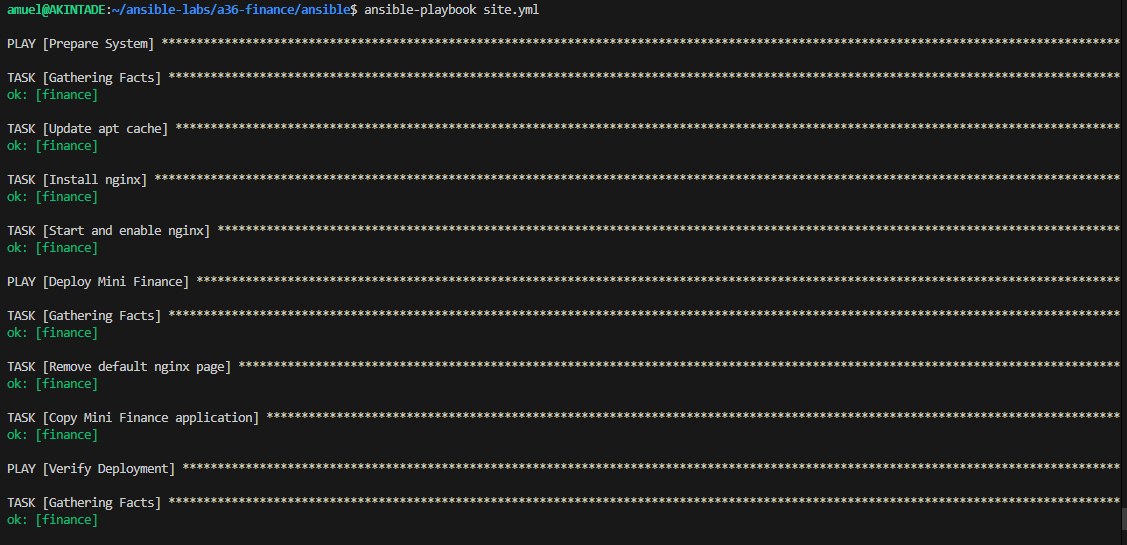 amuel@AKINTADE:~/ansible-labs/a36-finance/ansible$ ansible-playbook site.yml
PLAY [Prepare System] ****************************************************************************************************************************************
TASK [Gathering Facts] ***************************************************************************************************************************************
ok: [finance]
TASK [Update apt cache] **************************************************************************************************************************************
ok: [finance]
TASK [Install nginx] *****************************************************************************************************************************************
ok: [finance]
TASK [Start and enable nginx] ********************************************************************************************************************************
ok: [finance]
PLAY [Deploy Mini Finance] ***********************************************************************************************************************************
TASK [Gathering Facts] ***************************************************************************************************************************************
ok: [finance]
TASK [Remove default nginx page] *****************************************************************************************************************************
ok: [finance]
TASK [Copy Mini Finance application] *************************************************************************************************************************
ok: [finance]
PLAY [Verify Deployment] *************************************************************************************************************************************
TASK [Gathering Facts] ***************************************************************************************************************************************
ok: [finance]